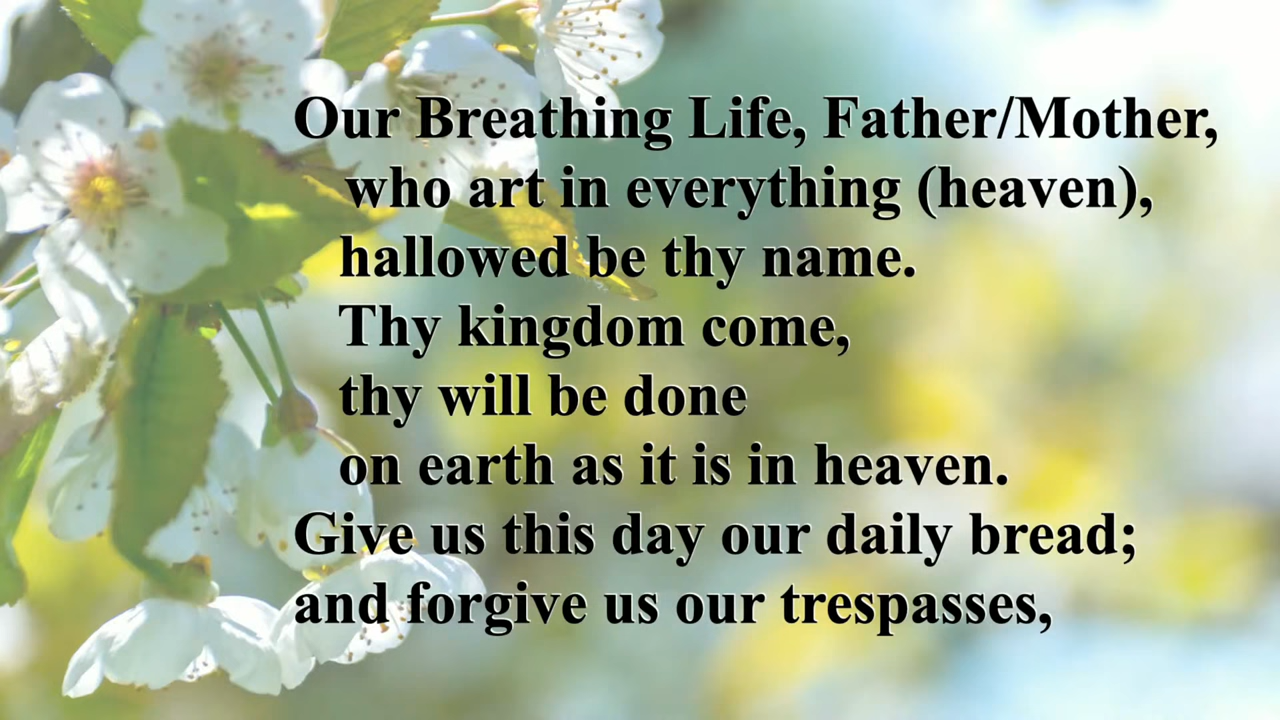 Our Breathing Life, Father/Mother,
who art in everything (heaven),
hallowed be thy name.
Thy kingdom come,
thy will be done
on earth as it is in heaven.
Give us this day our daily bread;
and forgive us our trespasses,